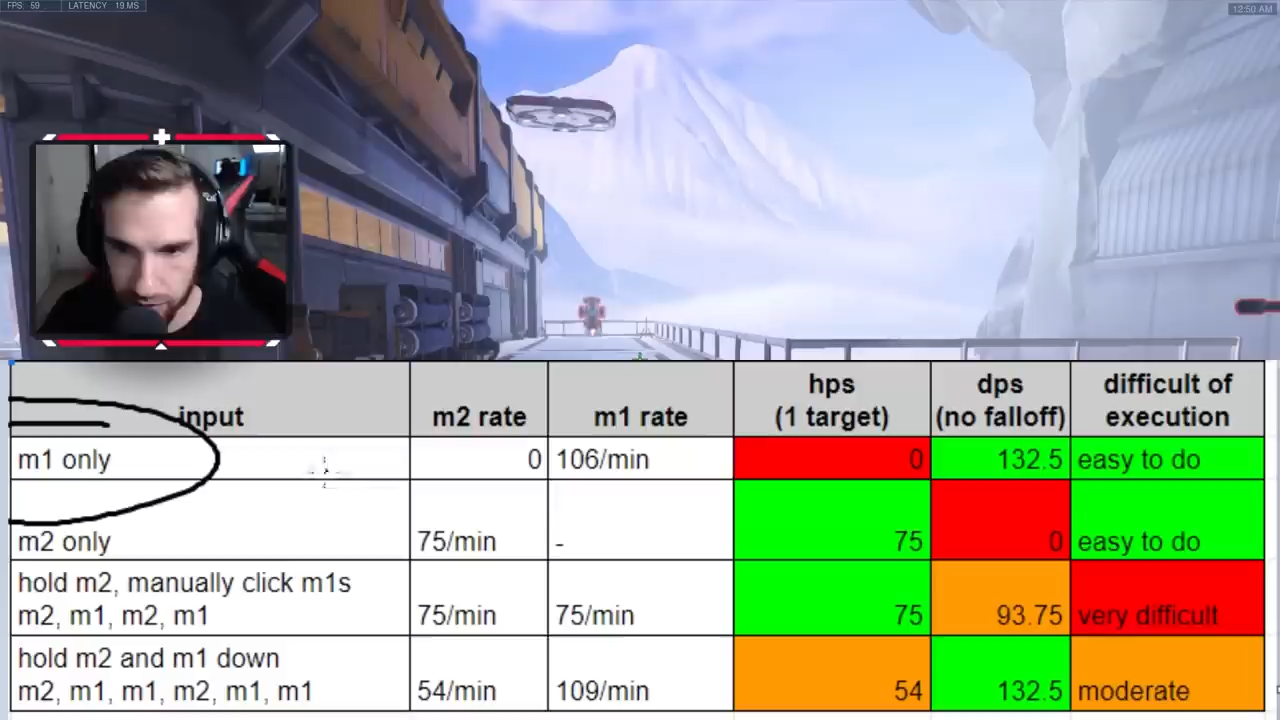 FPS: 59 LATENCY 19 MS
12:50 AM
input m2 rate m1 rate hps (1 target) dps (no falloff) difficult of execution
m1 only 0 106/min 0 132.5 easy to do
m2 only 75/min - 75 0 easy to do
hold m2, manually click m1s
m2, m1, m2, m1 75/min 75/min 75 93.75 very difficult
hold m2 and m1 down
m2, m1, m1, m2, m1, m1 54/min 109/min 54 132.5 moderate